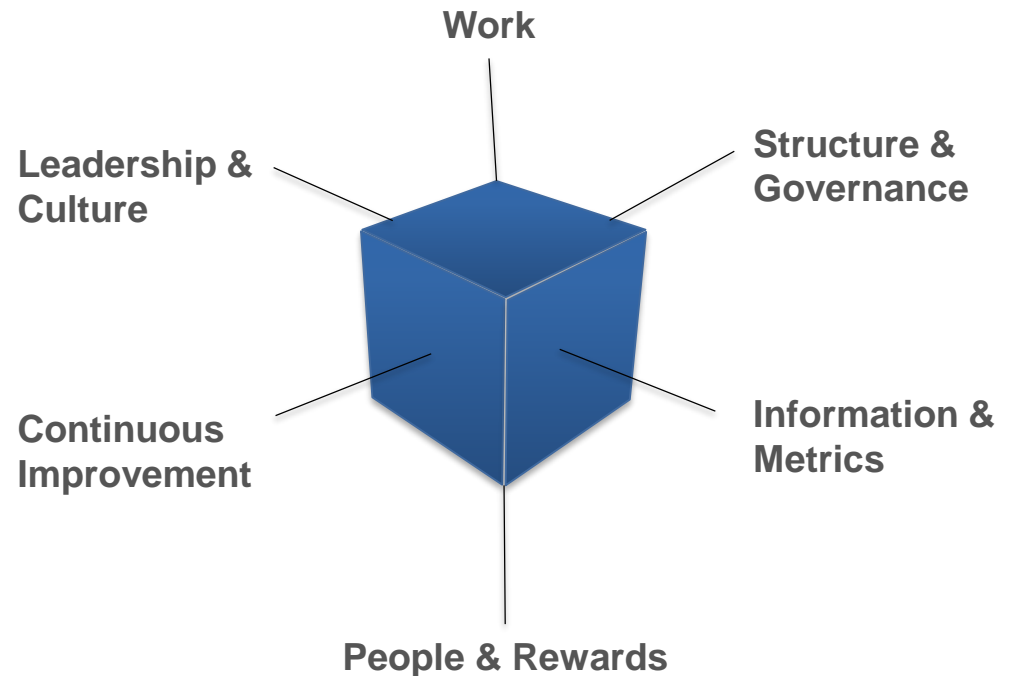 Work
Leadership &
Culture
Structure &
Governance
Continuous
Improvement
Information &
Metrics
People & Rewards